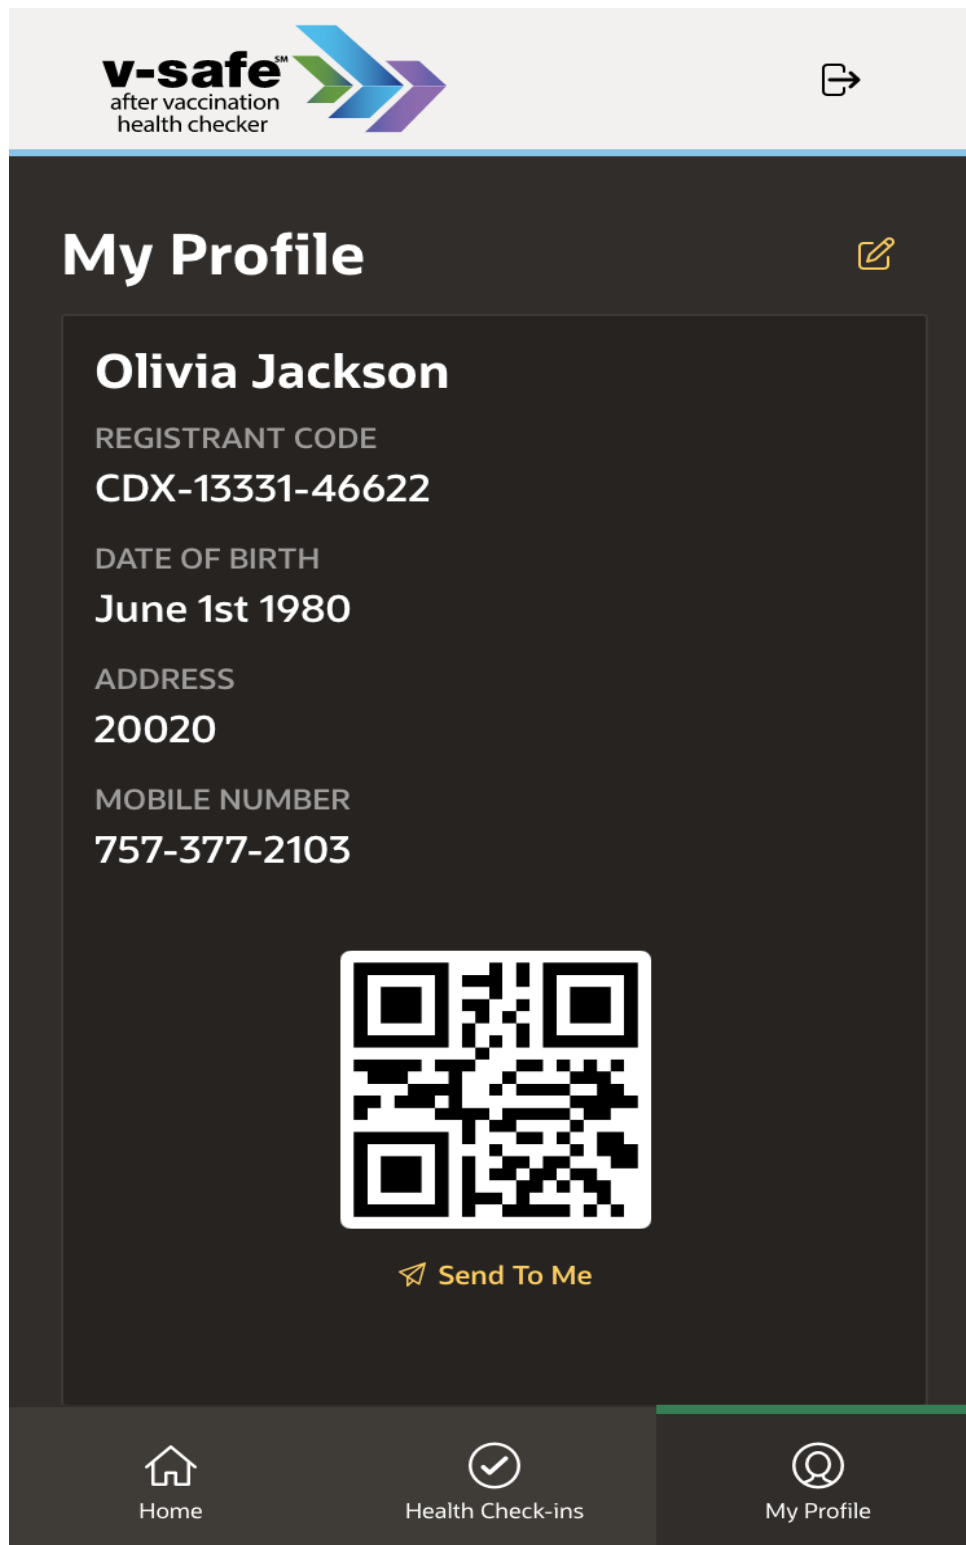 v-safe℠
after vaccination
health checker
My Profile
Olivia Jackson
REGISTRANT CODE
CDX-13331-46622
DATE OF BIRTH
June 1st 1980
ADDRESS
20020
MOBILE NUMBER
757-377-2103
Send To Me
Home
Health Check-ins
My Profile